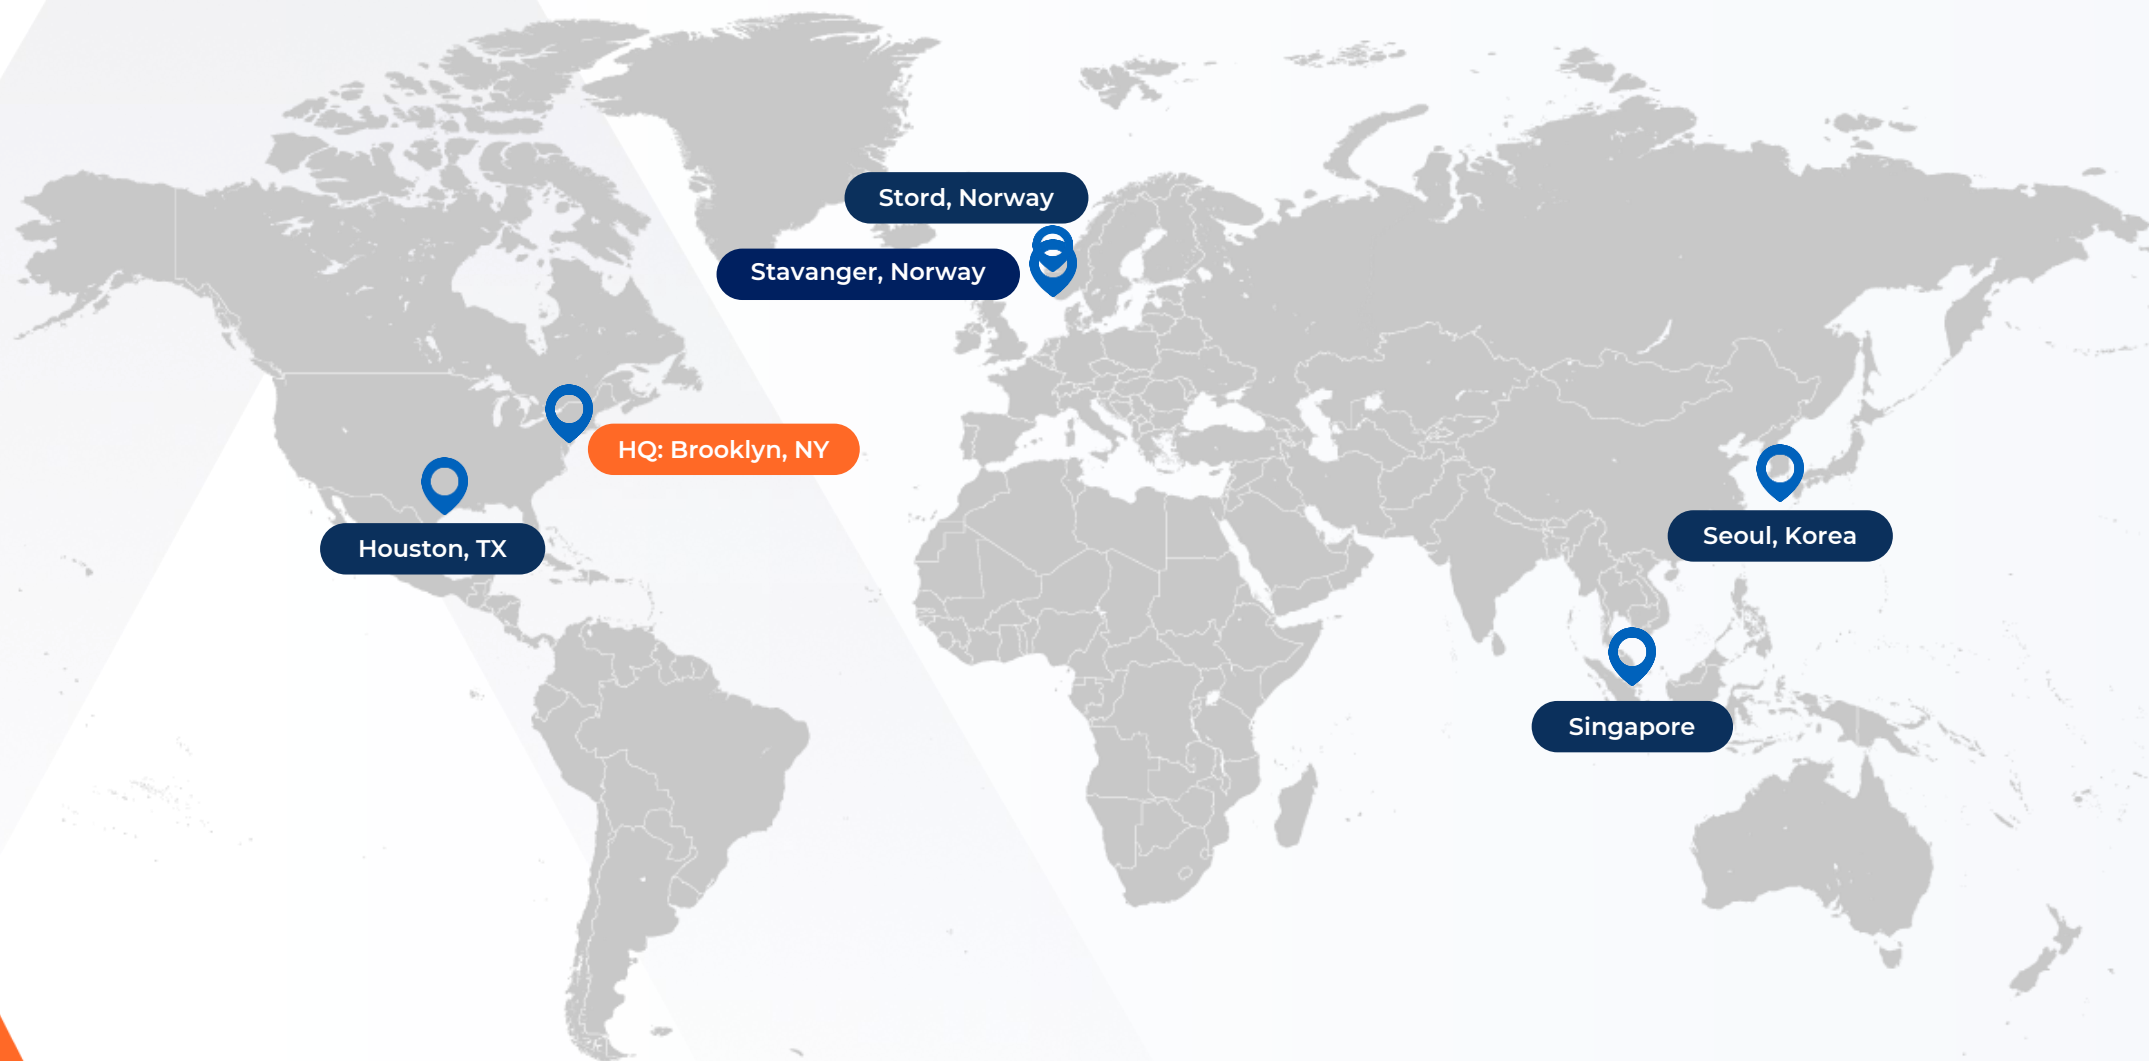 Stord, Norway
Stavanger, Norway
HQ: Brooklyn, NY
Houston, TX
Seoul, Korea
Singapore